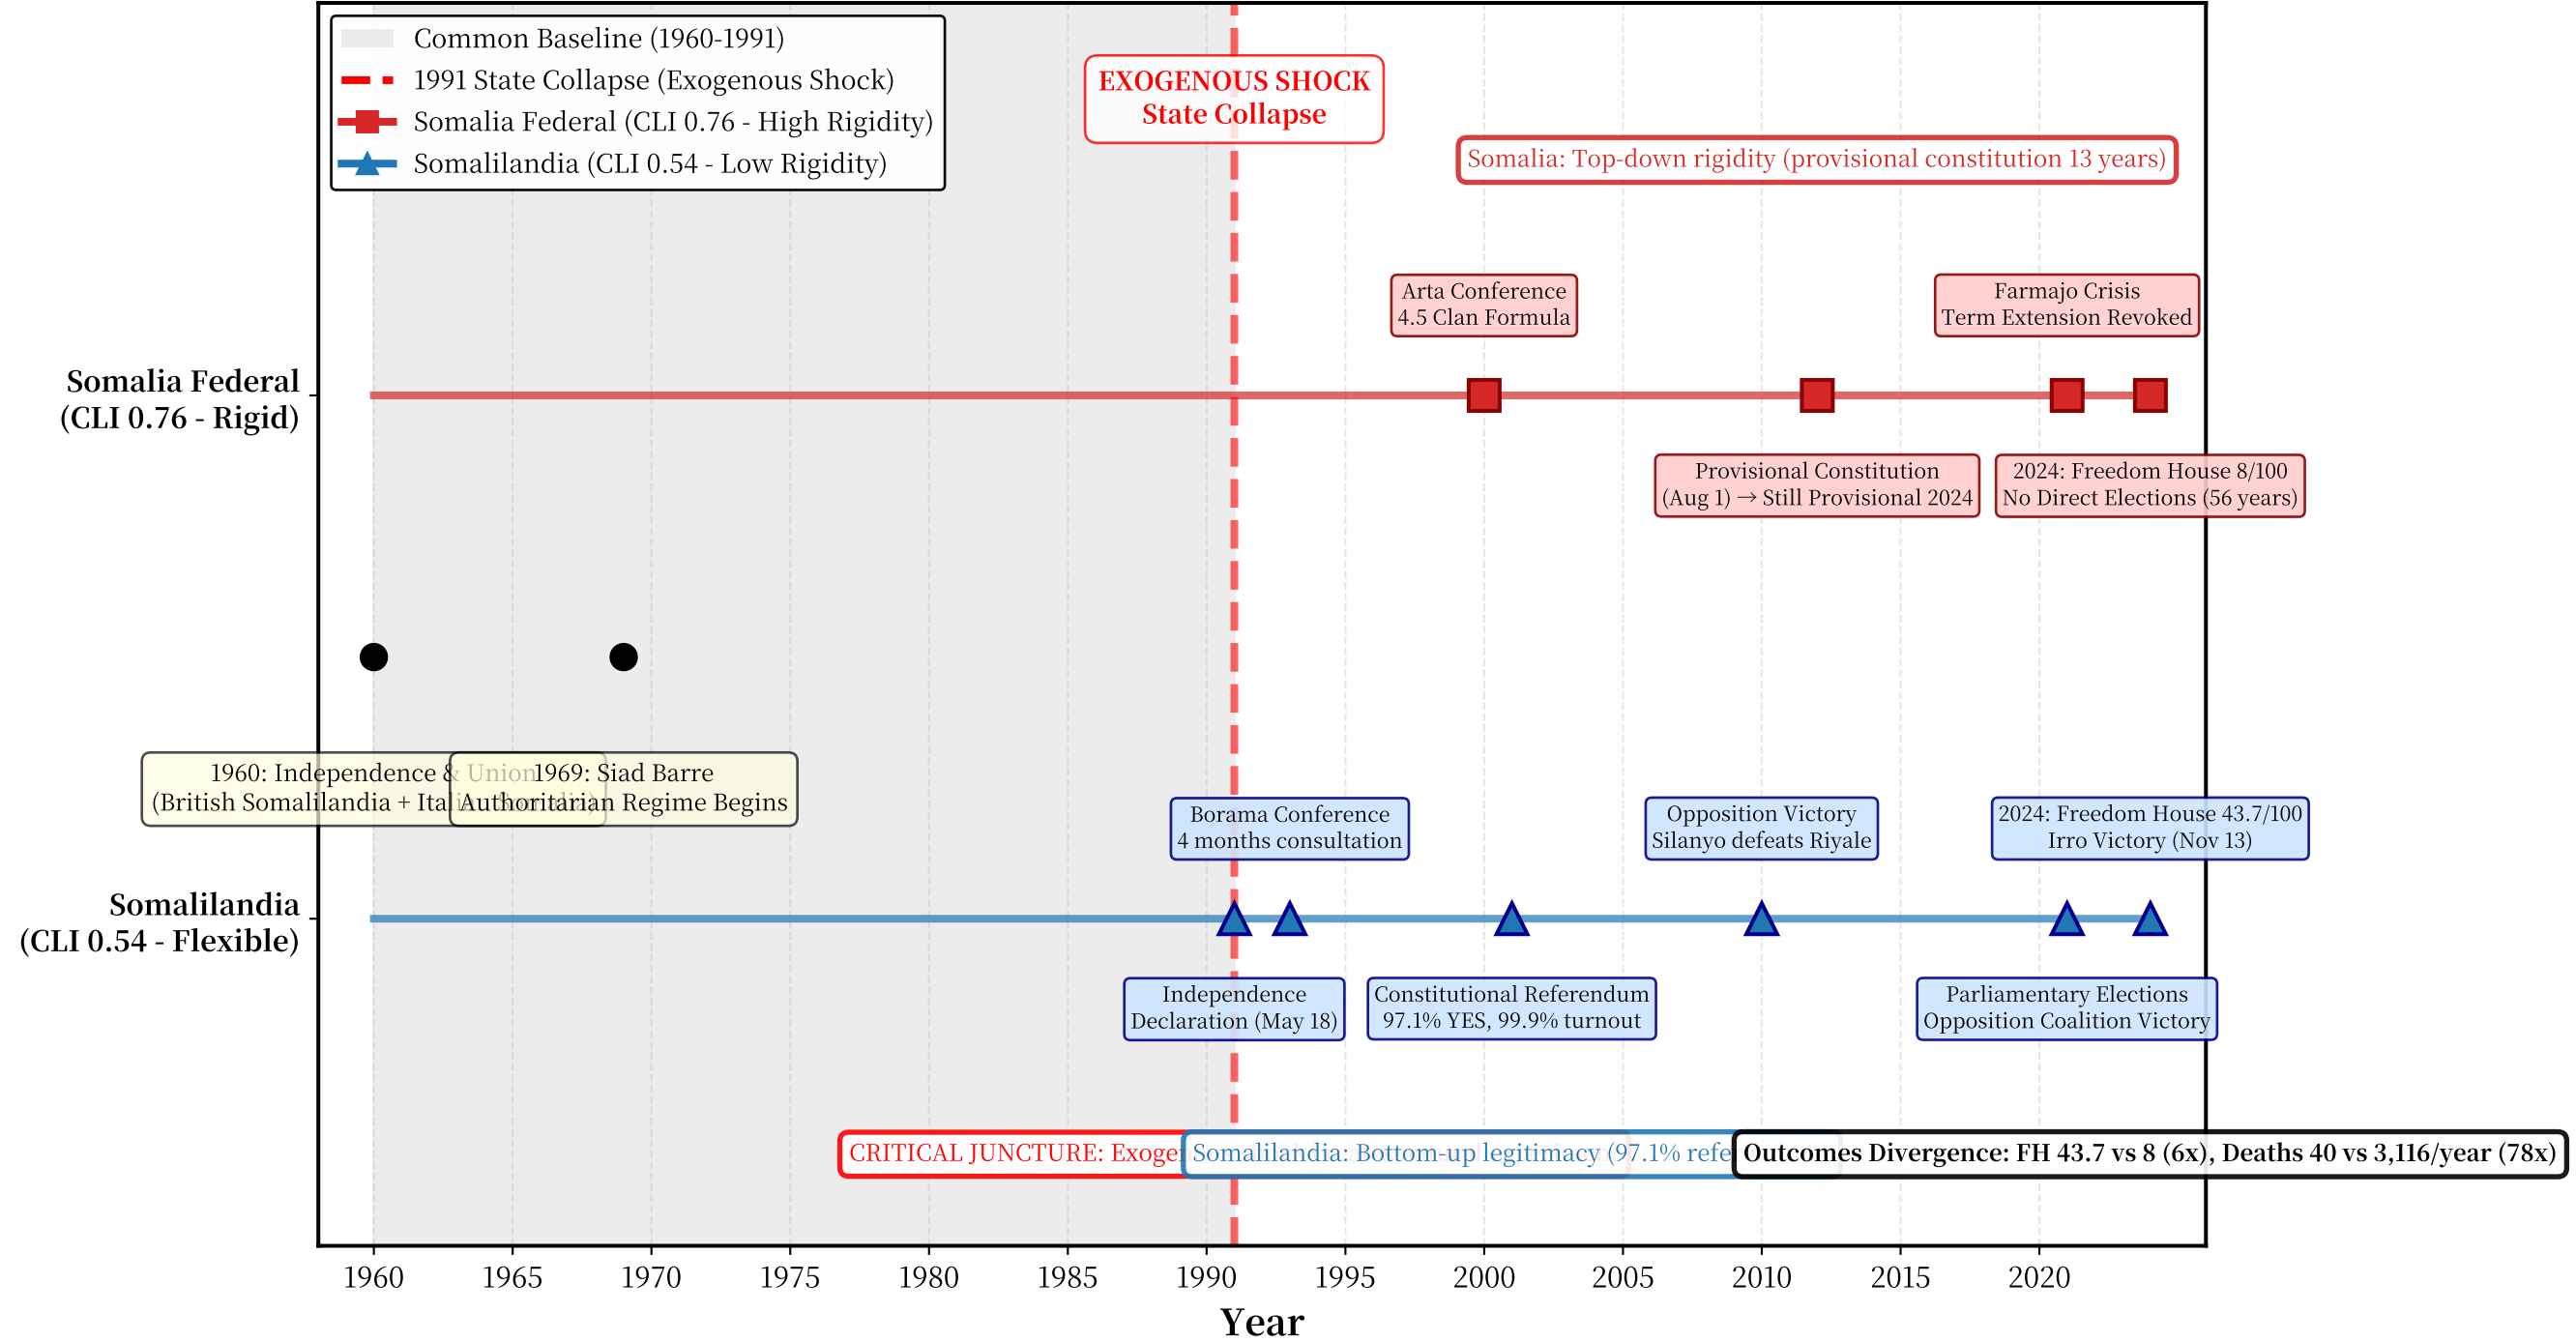 Common Baseline (1960-1991)
1991 State Collapse (Exogenous Shock)
Somalia Federal (CLI 0.76 - High Rigidity)
Somalilandia (CLI 0.54 - Low Rigidity)
EXOGENOUS SHOCK
State Collapse
Somalia: Top-down rigidity (provisional constitution 13 years)
Arta Conference
4.5 Clan Formula
Farmajo Crisis
Term Extension Revoked
Somalia Federal
(CLI 0.76 - Rigid)
Provisional Constitution
(Aug 1) → Still Provisional 2024
2024: Freedom House 8/100
No Direct Elections (56 years)
1960: Independence & Union
(British Somalilandia + Italian Somalia)
1969: Siad Barre
Authoritarian Regime Begins
Borama Conference
4 months consultation
Opposition Victory
Silanyo defeats Riyale
2024: Freedom House 43.7/100
Irro Victory (Nov 13)
Somalilandia
(CLI 0.54 - Flexible)
Independence
Declaration (May 18)
Constitutional Referendum
97.1% YES, 99.9% turnout
Parliamentary Elections
Opposition Coalition Victory
CRITICAL JUNCTURE:
Somalilandia: Bottom-up legitimacy (97.1%
Outcomes Divergence: FH 43.7 vs 8 (6x), Deaths 40 vs 3,116/year (78x)
1960 1965 1970 1975 1980 1985 1990 1995 2000 2005 2010 2015 2020
Year